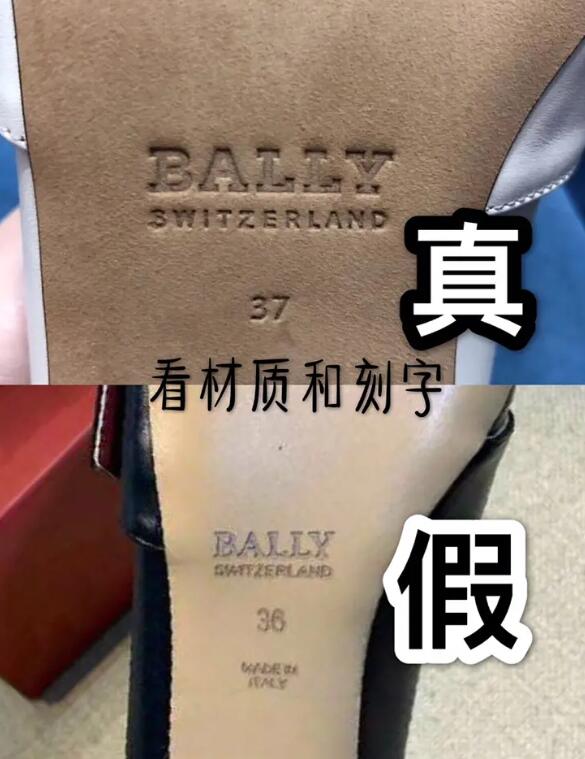 BALLY
SWITZERLAND
37
真
看材质和刻字
BALLY
SWITZERLAND
36
假
MADE IN
ITALY